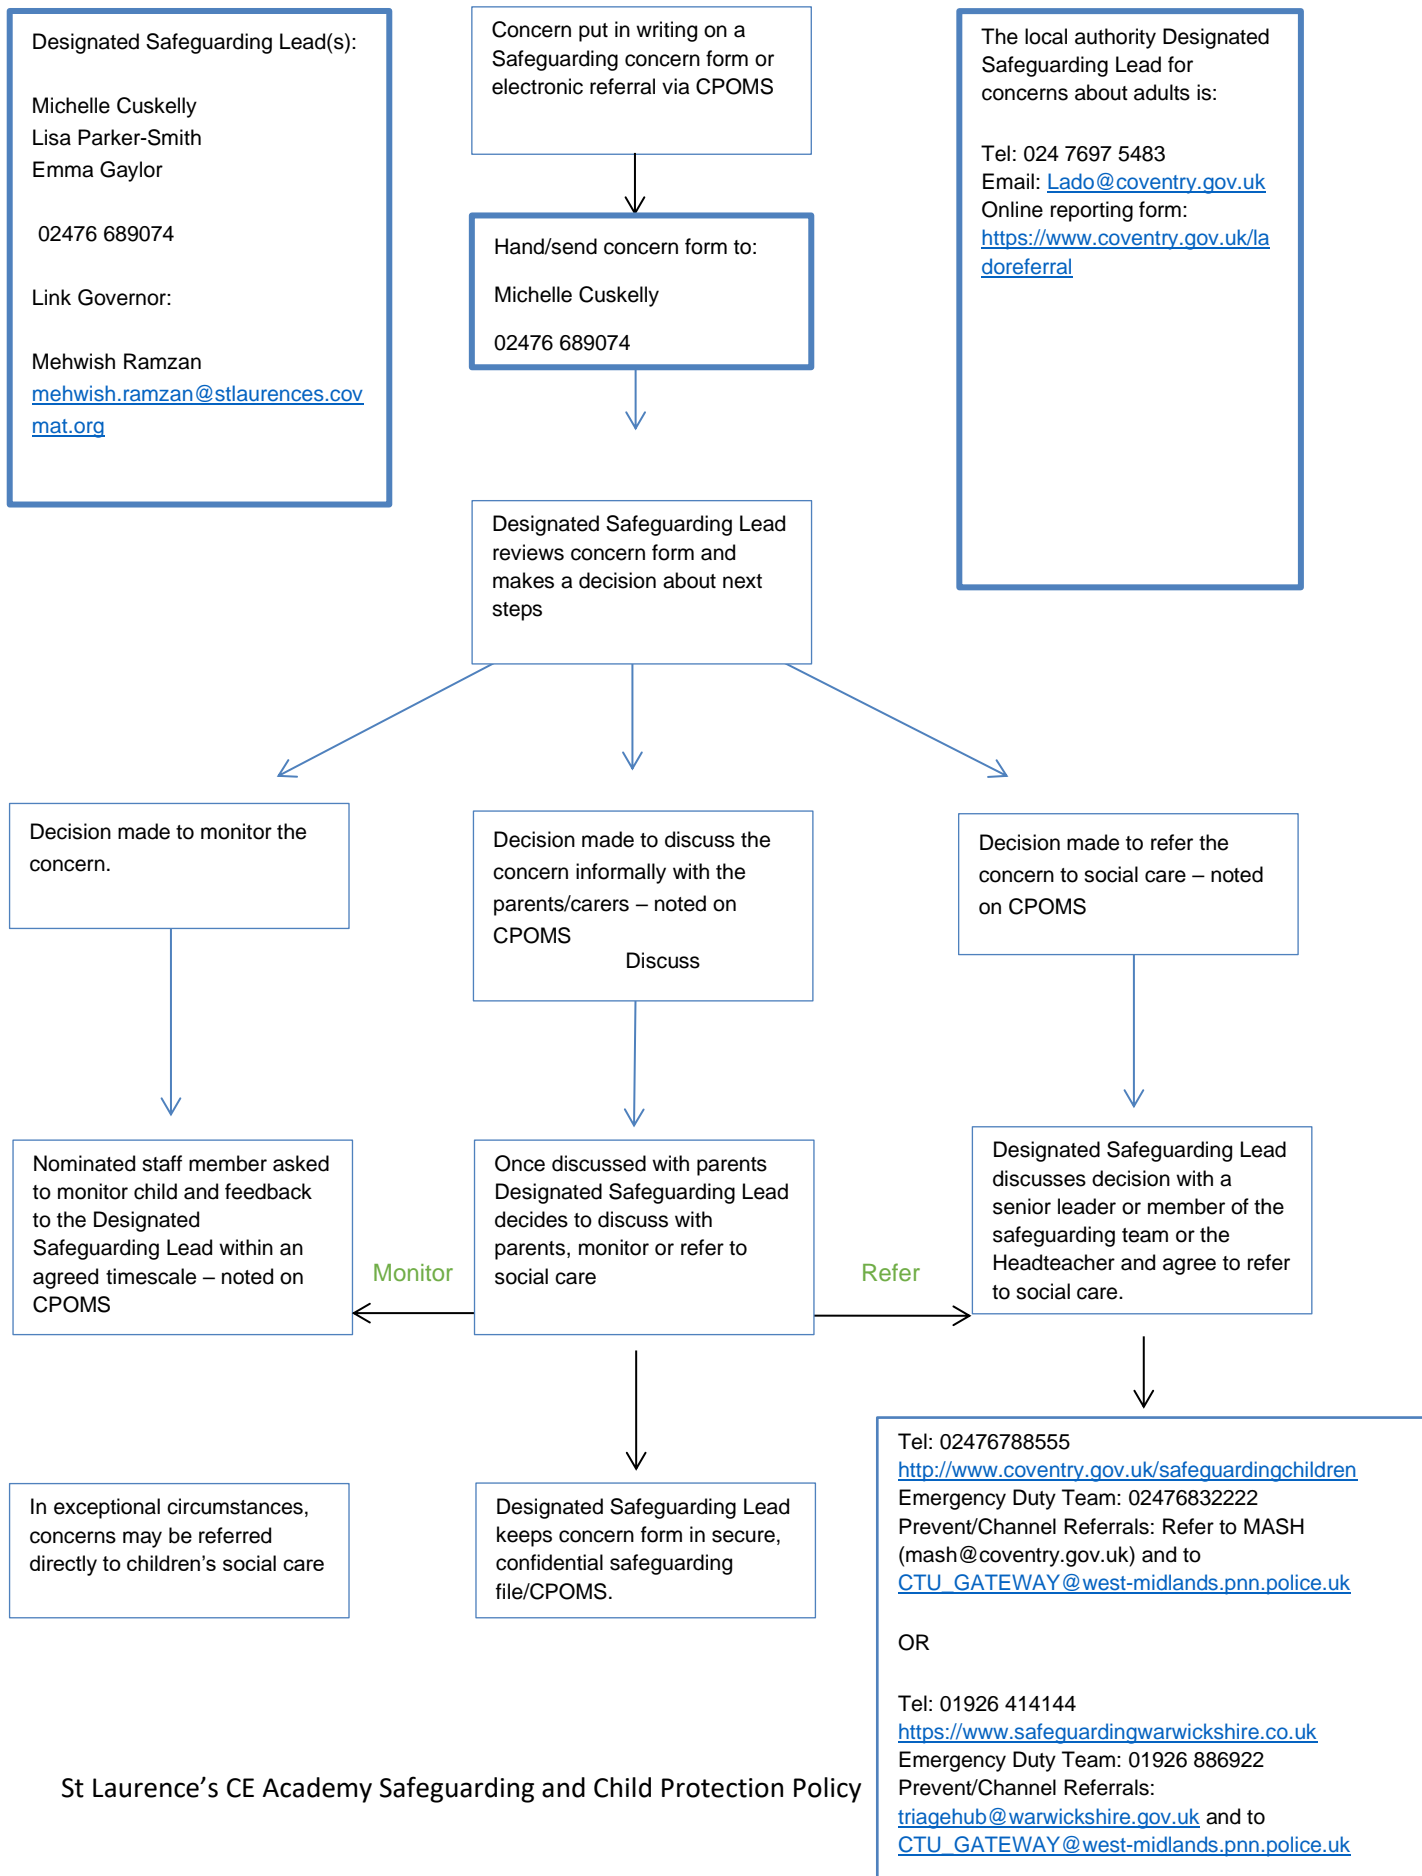 Designated Safeguarding Lead(s):
Michelle Cuskelly
Lisa Parker-Smith
Emma Gaylor
02476 689074
Link Governor:
Mehwish Ramzan
mehwish.ramzan@stlaurences.cov
mat.org
Concern put in writing on a
Safeguarding concern form or
electronic referral via CPOMS
Hand/send concern form to:
Michelle Cuskelly
02476 689074
The local authority Designated
Safeguarding Lead for
concerns about adults is:
Tel: 024 7697 5483
Email: Lado@coventry.gov.uk
Online reporting form:
https://www.coventry.gov.uk/la
doreferral
Designated Safeguarding Lead
reviews concern form and
makes a decision about next
steps
Decision made to monitor the
concern.
Decision made to discuss the
concern informally with the
parents/carers – noted on
CPOMS
Discuss
Decision made to refer the
concern to social care – noted
on CPOMS
Nominated staff member asked
to monitor child and feedback
to the Designated
Safeguarding Lead within an
agreed timescale – noted on
CPOMS
Monitor
Once discussed with parents
Designated Safeguarding Lead
decides to discuss with
parents, monitor or refer to
social care
Refer
Designated Safeguarding Lead
discusses decision with a
senior leader or member of the
safeguarding team or the
Headteacher and agree to refer
to social care.
In exceptional circumstances,
concerns may be referred
directly to children’s social care
Designated Safeguarding Lead
keeps concern form in secure,
confidential safeguarding
file/CPOMS.
Tel: 02476788555
http://www.coventry.gov.uk/safeguardingchildren
Emergency Duty Team: 02476832222
Prevent/Channel Referrals: Refer to MASH
(mash@coventry.gov.uk) and to
CTU_GATEWAY@west-midlands.pnn.police.uk
OR
Tel: 01926 414144
https://www.safeguardingwarwickshire.co.uk
Emergency Duty Team: 01926 886922
Prevent/Channel Referrals:
triagehub@warwickshire.gov.uk and to
CTU_GATEWAY@west-midlands.pnn.police.uk
St Laurence’s CE Academy Safeguarding and Child Protection Policy